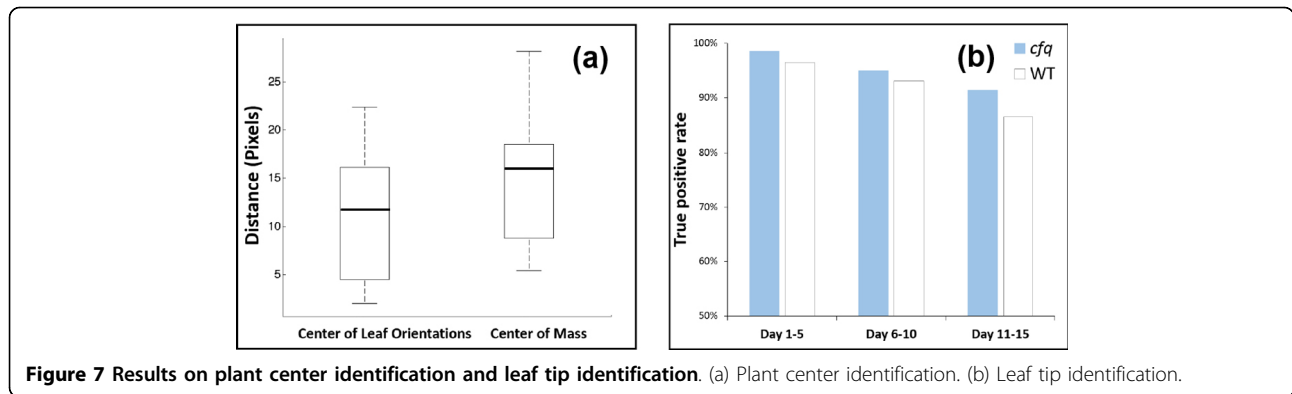 (a)
Distance (Pixels)
25
20
15
10
5
Center of Leaf Orientations
Center of Mass
(b)
cfq
WT
True positive rate
100%
90%
80%
70%
60%
50%
Day 1-5
Day 6-10
Day 11-15
Figure 7 Results on plant center identification and leaf tip identification. (a) Plant center identification. (b) Leaf tip identification.